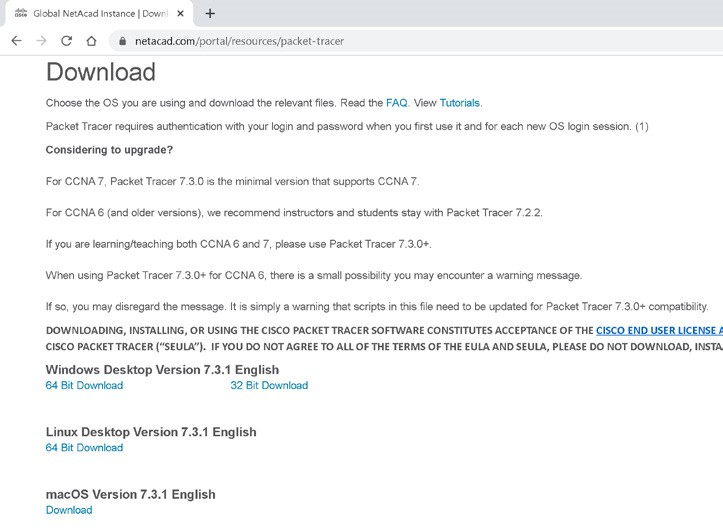 Global NetAcad Instance | Downl
netacad.com/portal/resources/packet-tracer
Download
Choose the OS you are using and download the relevant files. Read the FAQ. View Tutorials.
Packet Tracer requires authentication with your login and password when you first use it and for each new OS login session. (1)
Considering to upgrade?
For CCNA 7, Packet Tracer 7.3.0 is the minimal version that supports CCNA 7.
For CCNA 6 (and older versions), we recommend instructors and students stay with Packet Tracer 7.2.2.
If you are learning/teaching both CCNA 6 and 7, please use Packet Tracer 7.3.0+.
When using Packet Tracer 7.3.0+ for CCNA 6, there is a small possibility you may encounter a warning message.
If so, you may disregard the message. It is simply a warning that scripts in this file need to be updated for Packet Tracer 7.3.0+ compatibility.
DOWNLOADING, INSTALLING, OR USING THE CISCO PACKET TRACER SOFTWARE CONSTITUTES ACCEPTANCE OF THE CISCO END USER LICENSE A
CISCO PACKET TRACER (“SEULA”). IF YOU DO NOT AGREE TO ALL OF THE TERMS OF THE EULA AND SEULA, PLEASE DO NOT DOWNLOAD, INSTA
Windows Desktop Version 7.3.1 English
64 Bit Download 32 Bit Download
Linux Desktop Version 7.3.1 English
64 Bit Download
macOS Version 7.3.1 English
Download